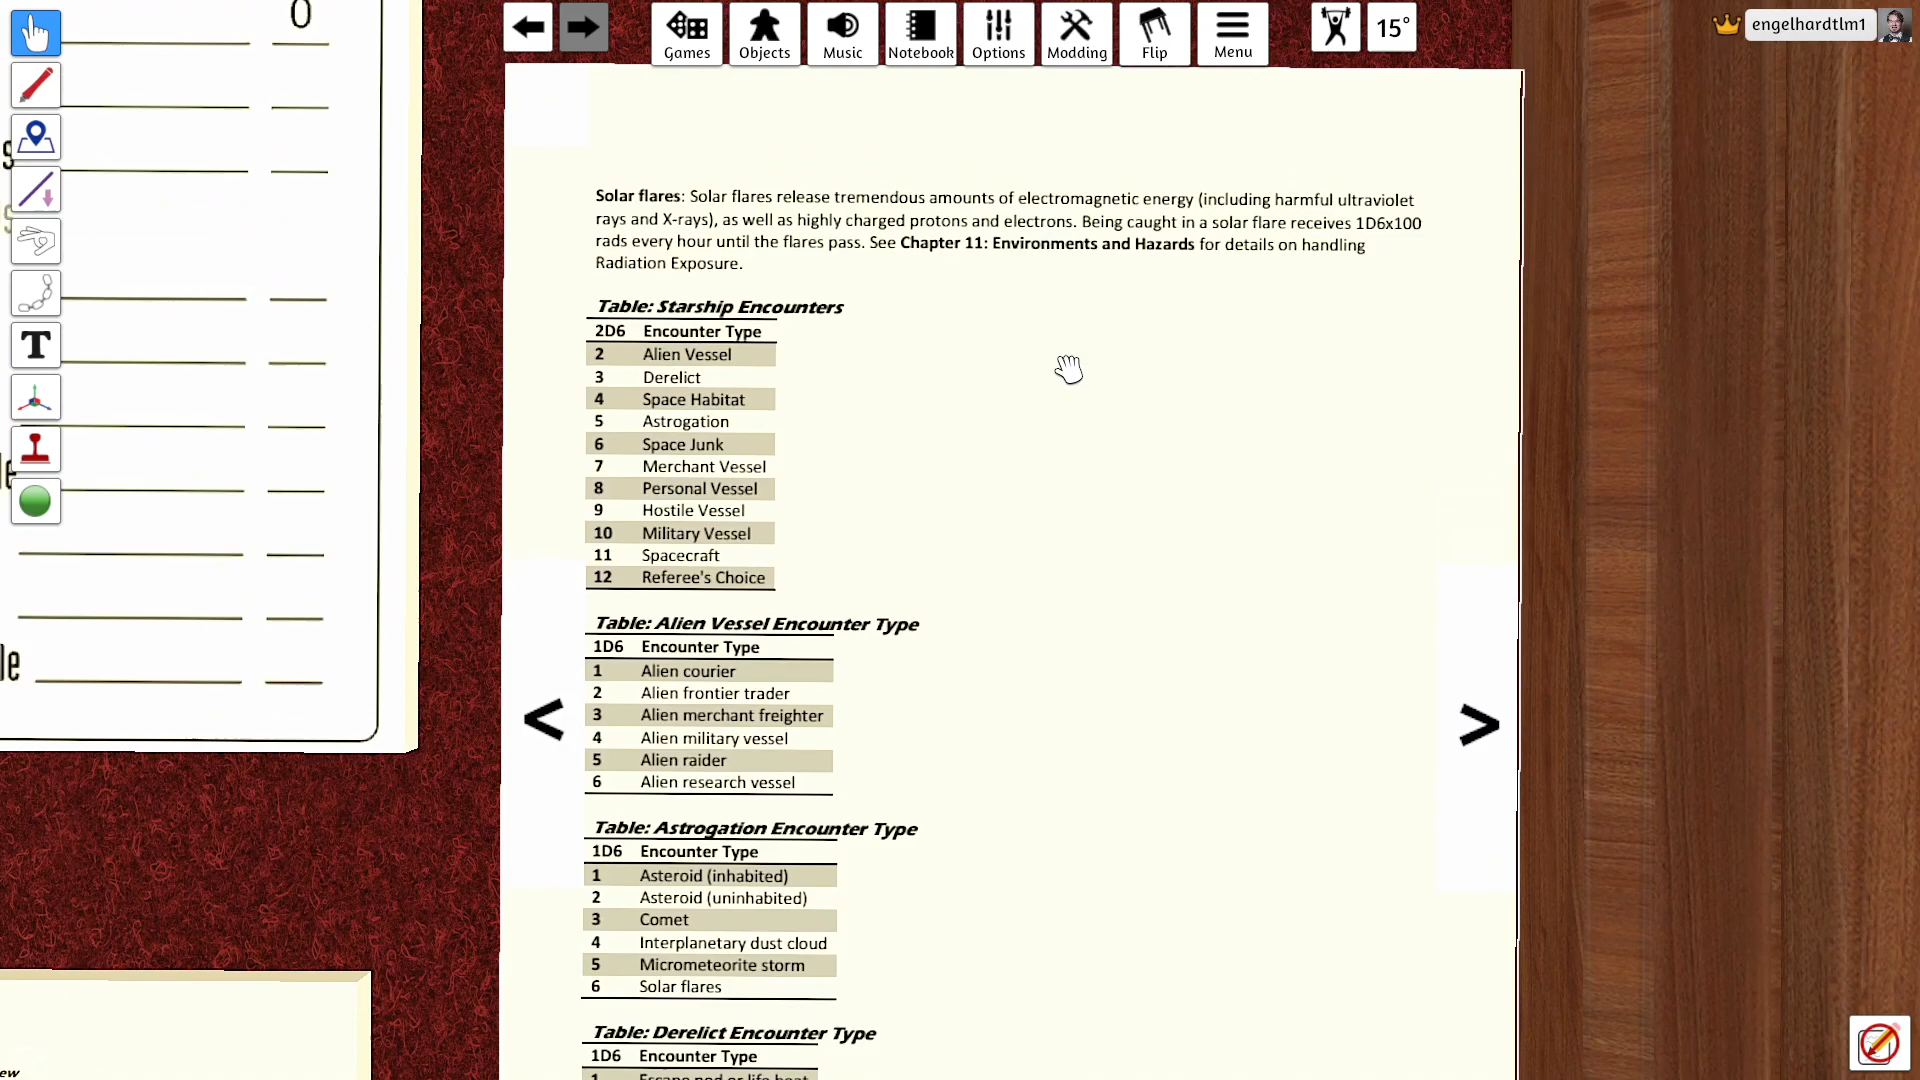 0
Games
Objects
Music
Notebook
Options
Modding
Flip
Menu
15°
engelhardtlm1
Solar flares: Solar flares release tremendous amounts of electromagnetic energy (including harmful ultraviolet
rays and X-rays), as well as highly charged protons and electrons. Being caught in a solar flare receives 1D6x100
rads every hour until the flares pass. See Chapter 11: Environments and Hazards for details on handling
Radiation Exposure.
Table: Starship Encounters
2D6 Encounter Type
2 Alien Vessel
3 Derelict
4 Space Habitat
5 Astrogation
6 Space Junk
7 Merchant Vessel
8 Personal Vessel
9 Hostile Vessel
10 Military Vessel
11 Spacecraft
12 Referee's Choice
Table: Alien Vessel Encounter Type
1D6 Encounter Type
1 Alien courier
2 Alien frontier trader
3 Alien merchant freighter
4 Alien military vessel
5 Alien raider
6 Alien research vessel
Table: Astrogation Encounter Type
1D6 Encounter Type
1 Asteroid (inhabited)
2 Asteroid (uninhabited)
3 Comet
4 Interplanetary dust cloud
5 Micrometeorite storm
6 Solar flares
Table: Derelict Encounter Type
1D6 Encounter Type
< >
T